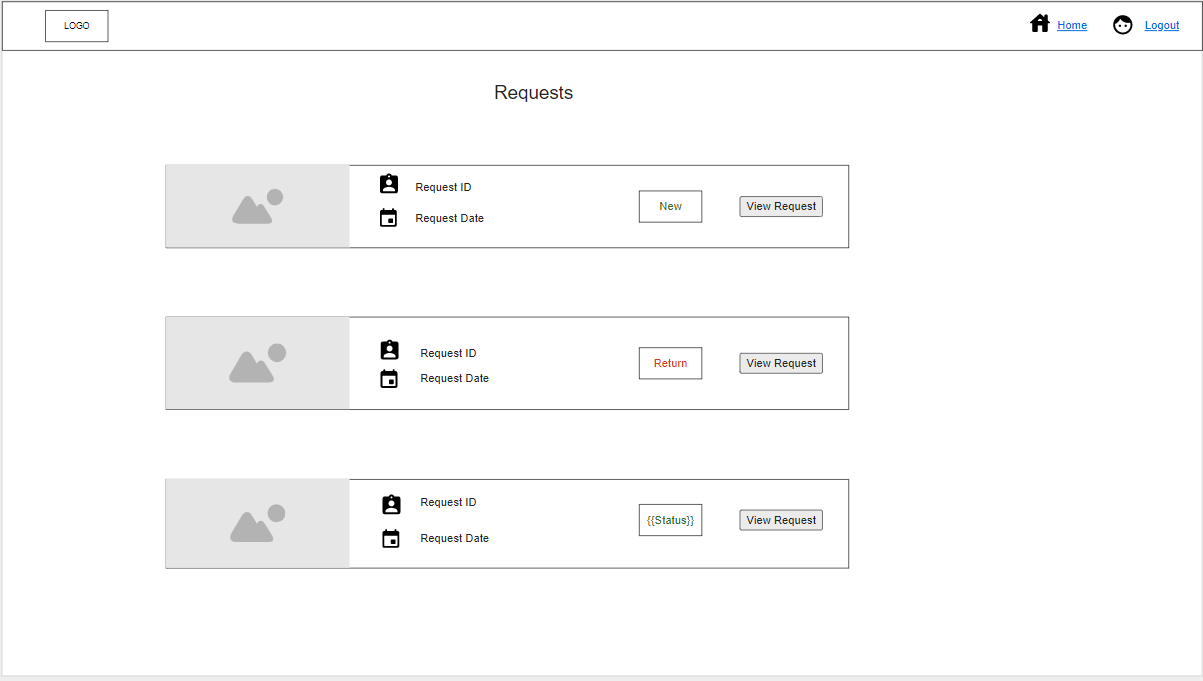 LOGO
Home
Logout
Requests
Request ID
Request Date
New
View Request
Request ID
Request Date
Return
View Request
Request ID
Request Date
{{Status}}
View Request